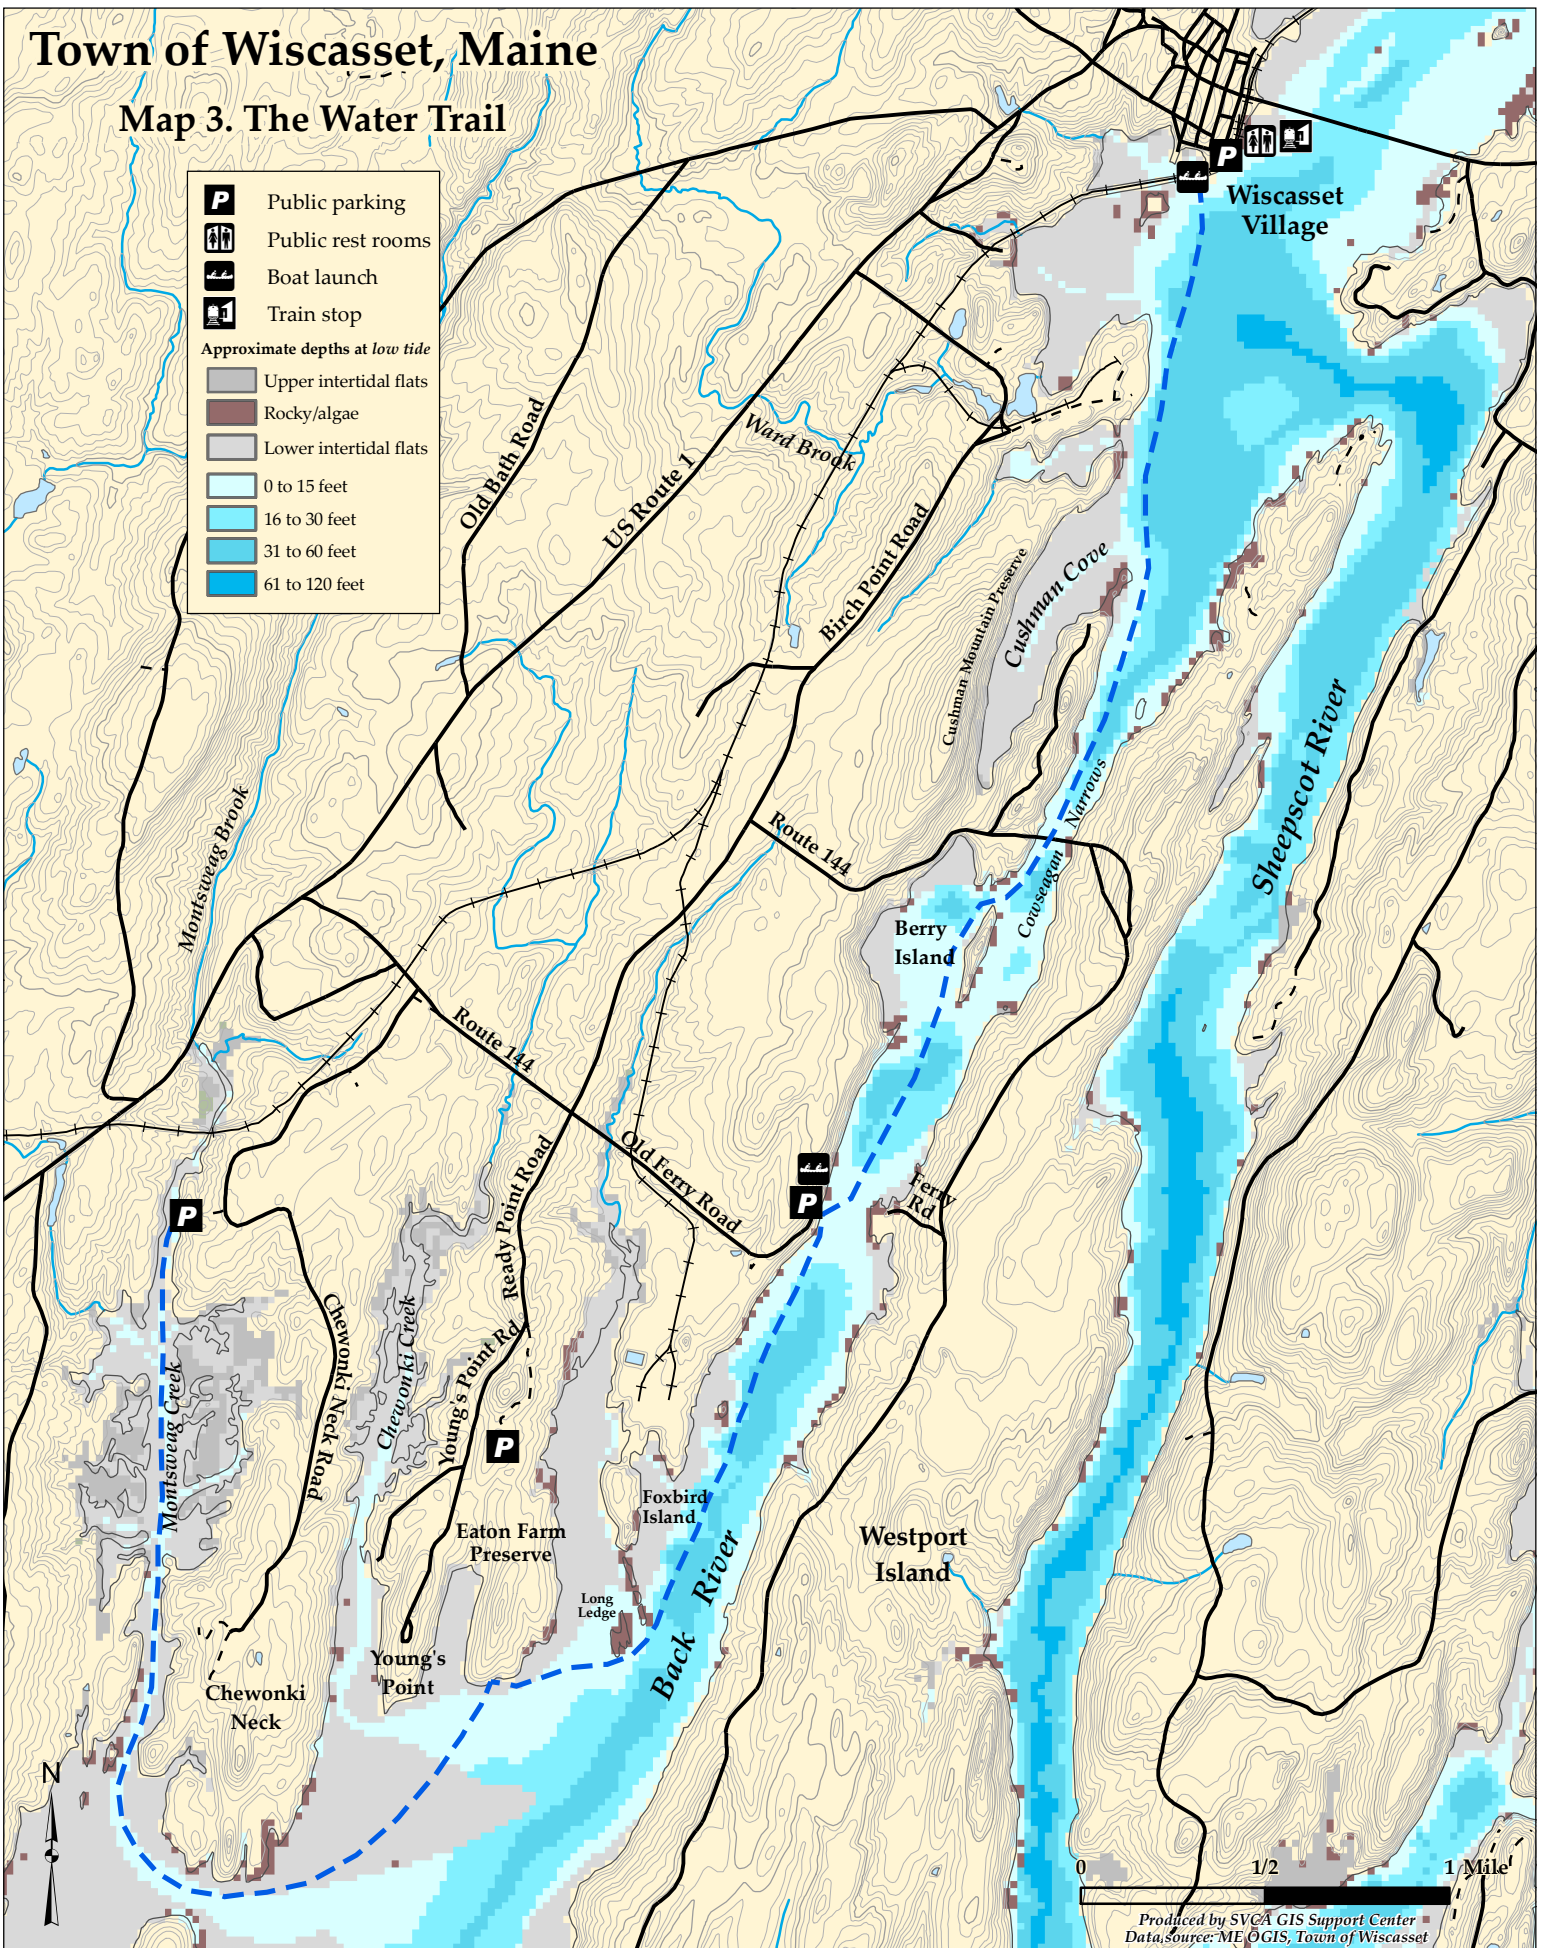 Town of Wiscasset, Maine
Map 3. The Water Trail
P Public parking
Public rest rooms
Boat launch
Train stop
Approximate depths at low tide
Upper intertidal flats
Rocky/algae
Lower intertidal flats
0 to 15 feet
16 to 30 feet
31 to 60 feet
61 to 120 feet
P
Wiscasset
Village
Old Bath Road
US Route 1
Ward Brook
Birch Point Road
Cushman Mountain Preserve
Cushman Cove
Sheepscot River
Montsweag Brook
Route 144
Cowseagan Narrows
Berry
Island
Route 144
Old Ferry Road
Ready Point Road
P
P
Ferry
Rd
Chewonki Neck Road
Chewonki Creek
Young's Point Rd
Montsweag Creek
P
Foxbird
Island
Eaton Farm
Preserve
Westport
Island
Long
Ledge
Back River
Young's
Point
Chewonki
Neck
N
0 1/2 1 Mile
Produced by SVCA GIS Support Center
Data source: ME OGIS, Town of Wiscasset